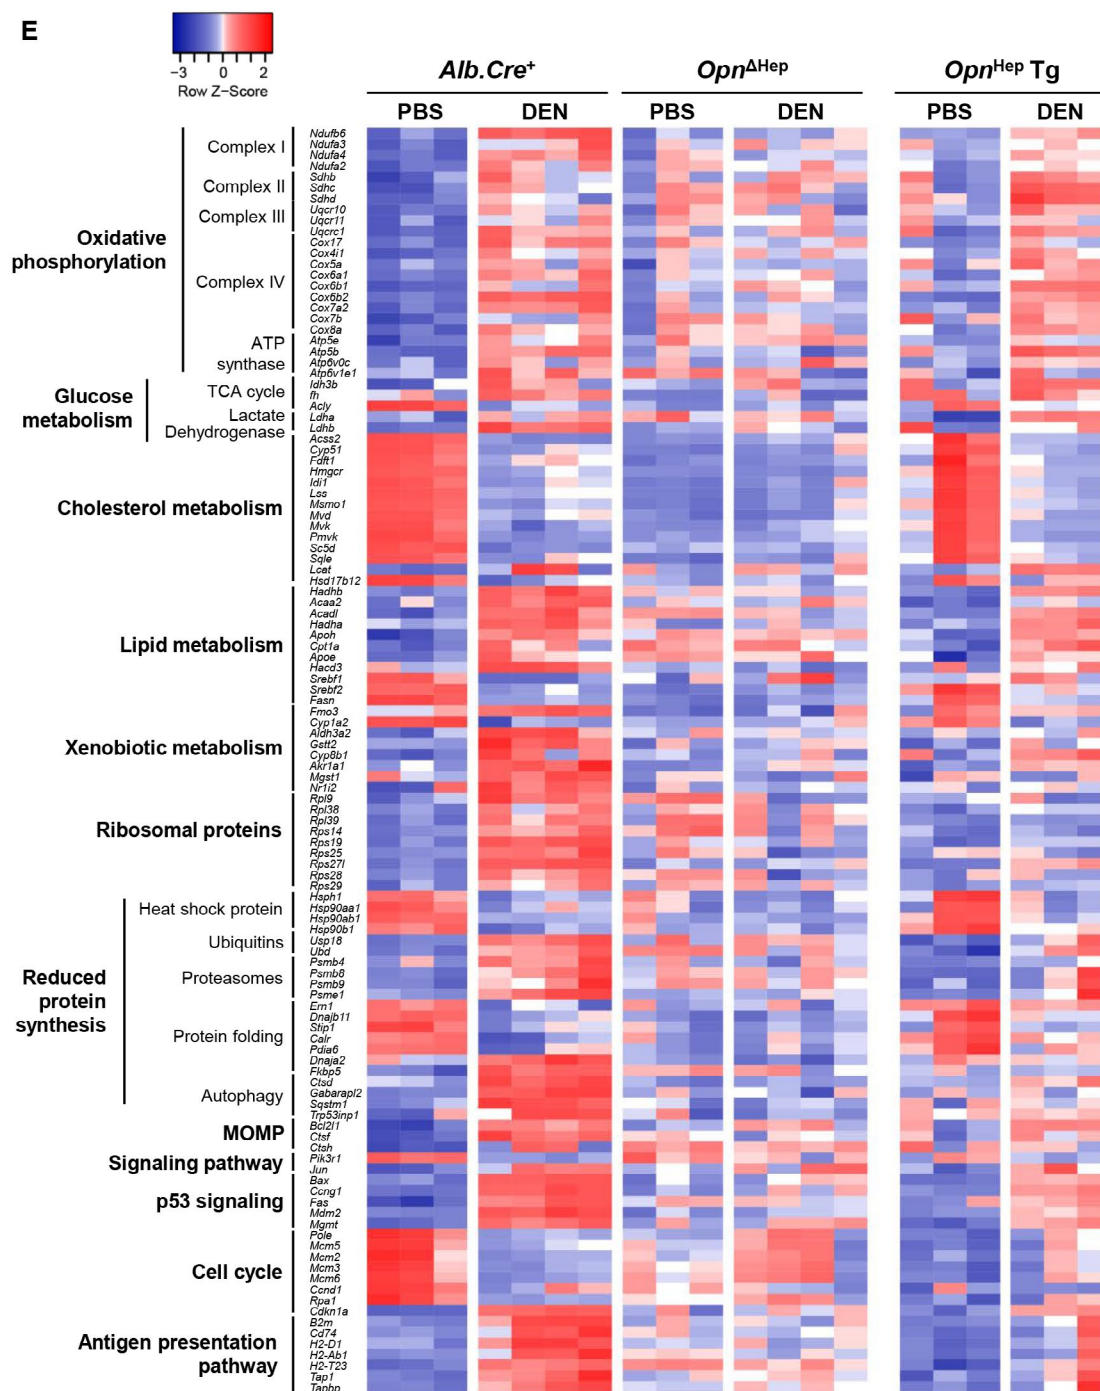 E
−3 0 2
Row Z−Score
Alb.Cre+ OpnΔHep OpnHep Tg
PBS DEN PBS DEN PBS DEN
Oxidative
phosphorylation
Complex I
Complex II
Complex III
Complex IV
ATP
synthase
Glucose
metabolism
TCA cycle
Lactate
Dehydrogenase
Cholesterol metabolism
Lipid metabolism
Xenobiotic metabolism
Ribosomal proteins
Reduced
protein
synthesis
Heat shock protein
Ubiquitins
Proteasomes
Protein folding
Autophagy
MOMP
Signaling pathway
p53 signaling
Cell cycle
Antigen presentation
pathway
Ndufb6
Ndufa3
Ndufa4
Ndufa2
Sdhb
Sdhc
Sdhd
Uqcr10
Uqcr11
Uqcrc1
Cox17
Cox4i1
Cox5a
Cox6a1
Cox6b1
Cox6b2
Cox7a2
Cox7b
Cox8a
Atp5e
Atp5b
Atp6v0c
Atp6v1e1
Idh3b
fh
Acly
Ldha
Ldhb
Acss2
Cyp51
Fdft1
Hmgcr
Idi1
Lss
Msmo1
Mvd
Mvk
Pmvk
Sc5d
Sqle
Lcat
Hsd17b12
Hadhb
Acaa2
Acadl
Hadha
Apoh
Cpt1a
Apoe
Hacd3
Srebf1
Srebf2
Fasn
Fmo3
Cyp1a2
Aldh3a2
Gstt2
Cyp8b1
Akr1a1
Mgst1
Nr1i2
Rpl9
Rpl38
Rpl39
Rps14
Rps19
Rps25
Rps27l
Rps28
Rps29
Hsph1
Hsp90aa1
Hsp90ab1
Hsp90b1
Usp18
Ubd
Psmb4
Psmb8
Psmb9
Psme1
Ern1
Dnajb11
Stip1
Calr
Pdia6
Dnaja2
Fkbp5
Ctsd
Gabarapl2
Sqstm1
Trp53inp1
Bcl2l1
Ctsf
Ctsh
Pik3r1
Jun
Bax
Ccng1
Fas
Mdm2
Mgmt
Pole
Mcm5
Mcm2
Mcm3
Mcm6
Ccnd1
Rpa1
Cdkn1a
B2m
Cd74
H2-D1
H2-Ab1
H2-T23
Tap1
Tapbp